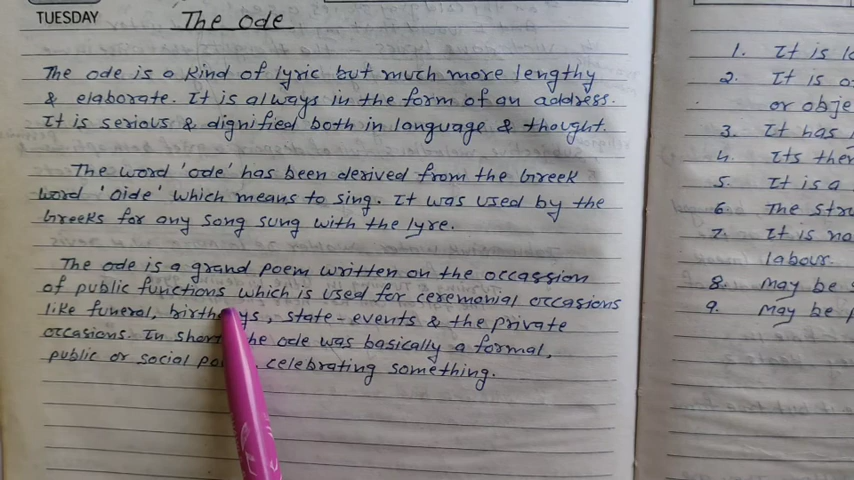 TUESDAY
The Ode
The ode is a kind of lyric but much more lengthy
& elaborate. It is always in the form of an address.
It is serious & dignified both in language & thought.
The word 'ode' has been derived from the Greek
word 'oide' which means to sing. It was used by the
Greeks for any song sung with the lyre.
The ode is a grand poem written on the occassion
of public functions which is used for ceremonial occasions
like funeral, birth ys, state-events & the private
occasions. In short he ode was basically a formal,
public or social celebrating something.
1. It is
2. It is
or obje
3. It has
4. Its
5. It is a
6. The
7. It is
labour.
8. May be
9. May be